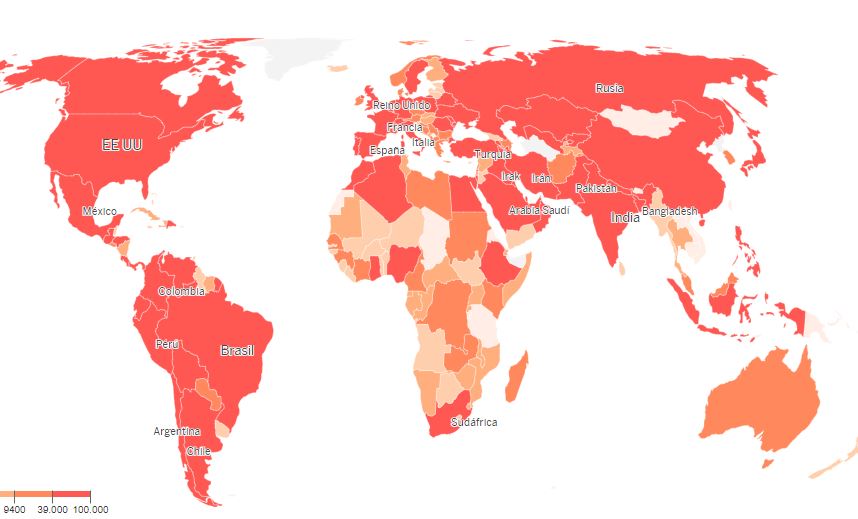 Rusia
Reino Unido
EE UU
Francia
Italia
España
Turquía
Irak
Irán
Pakistán
México
Arabia Saudí
India
Bangladesh
Colombia
Perú
Brasil
Sudáfrica
Argentina
Chile
9400 39.000 100.000